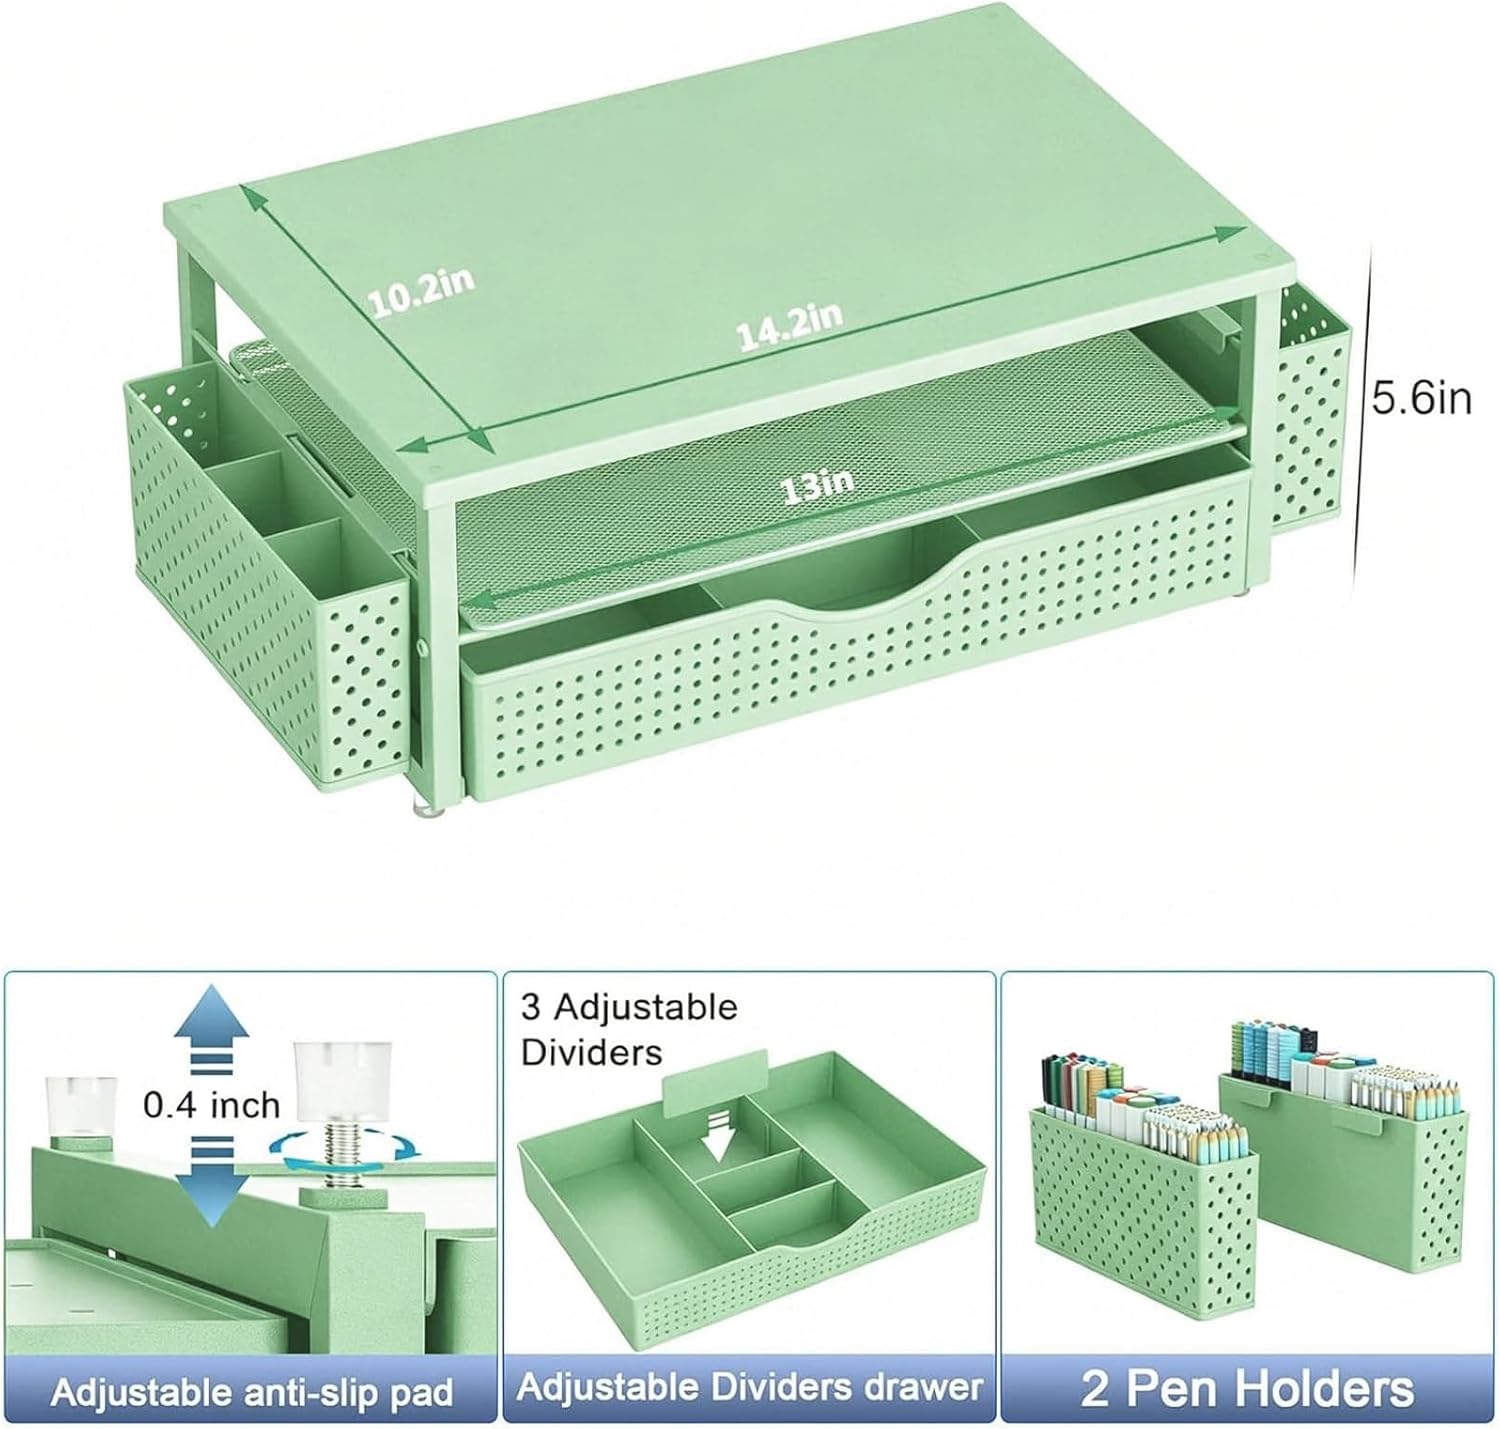 10.2in
14.2in
5.6in
13in
0.4 inch
Adjustable anti-slip pad
3 Adjustable
Dividers
Adjustable Dividers drawer
2 Pen Holders